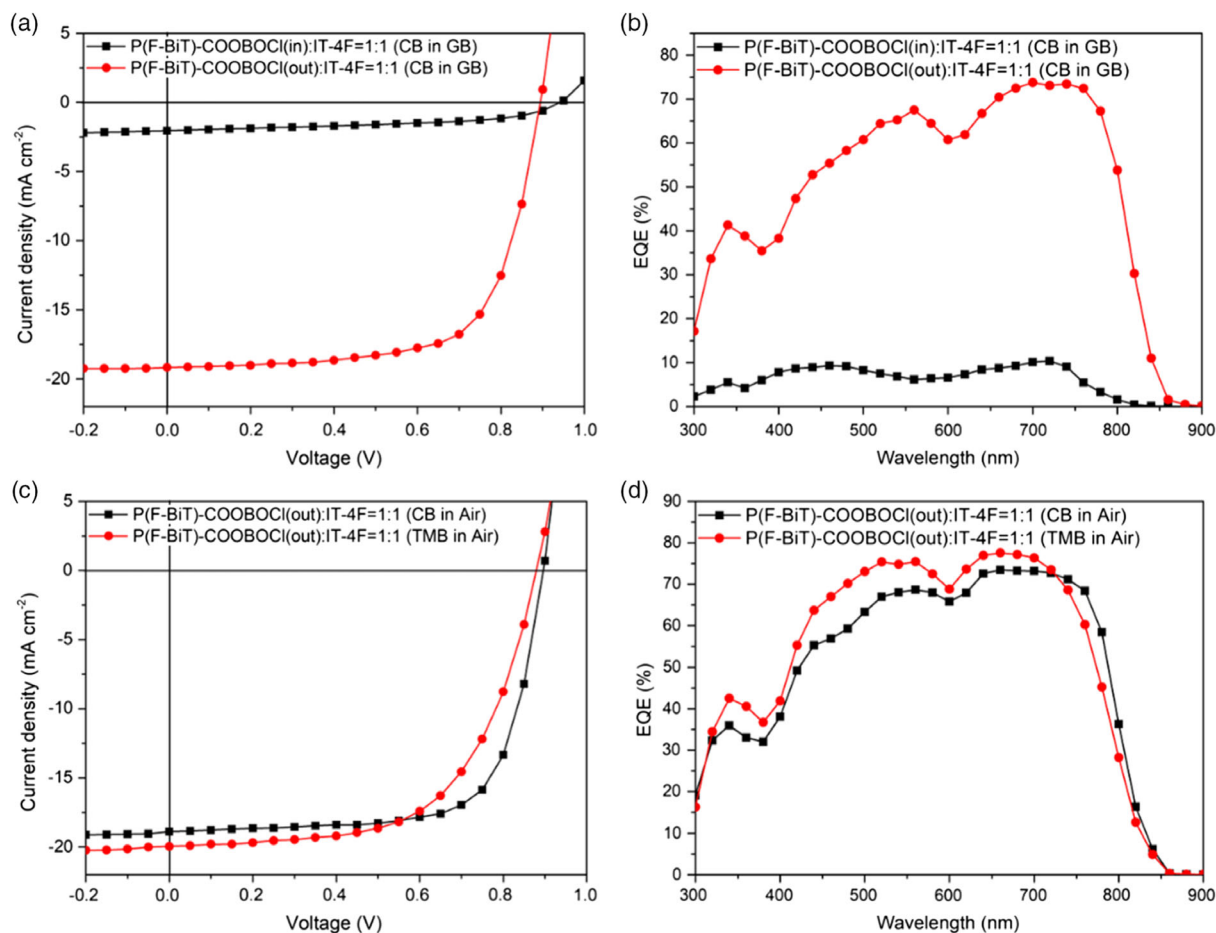 (a)
P(F-BiT)-COOBOCl(in):IT-4F=1:1 (CB in GB)
P(F-BiT)-COOBOCl(out):IT-4F=1:1 (CB in GB)
5
0
-5
-10
-15
-20
Current density (mA cm-2)
-0.2 0.0 0.2 0.4 0.6 0.8 1.0
Voltage (V)
(b)
P(F-BiT)-COOBOCl(in):IT-4F=1:1 (CB in GB)
P(F-BiT)-COOBOCl(out):IT-4F=1:1 (CB in GB)
85
80
70
60
50
40
30
20
10
0
EQE (%)
300 400 500 600 700 800 900
Wavelength (nm)
(c)
P(F-BiT)-COOBOCl(out):IT-4F=1:1 (CB in Air)
P(F-BiT)-COOBOCl(out):IT-4F=1:1 (TMB in Air)
5
0
-5
-10
-15
-20
Current density (mA cm-2)
-0.2 0.0 0.2 0.4 0.6 0.8 1.0
Voltage (V)
(d)
P(F-BiT)-COOBOCl(out):IT-4F=1:1 (CB in Air)
P(F-BiT)-COOBOCl(out):IT-4F=1:1 (TMB in Air)
90
80
70
60
50
40
30
20
10
0
EQE (%)
300 400 500 600 700 800 900
Wavelength (nm)